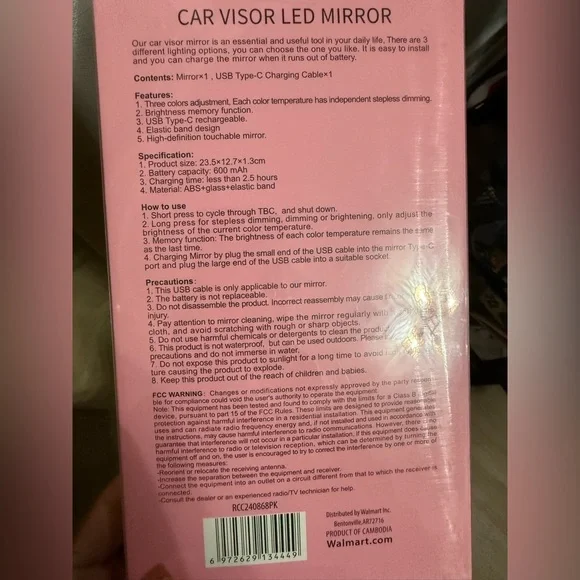 CAR VISOR LED MIRROR
Our car visor mirror is an essential and useful tool in your daily life. There are 3
different lighting options, you can choose the one you like. It is easy to install
and you can charge the mirror when it runs out of battery.
Contents: Mirror×1 , USB Type-C Charging Cable×1
Features:
1. Three colors adjustment, Each color temperature has independent stepless dimming.
2. Brightness memory function.
3. USB Type-C rechargeable.
4. Elastic band design
5. High-definition touchable mirror.
Specification:
1. Product size: 23.5×12.7×1.3cm
2. Battery capacity: 600 mAh
3. Charging time: less than 2.5 hours
4. Material: ABS+glass+elastic band
How to use
1. Short press to cycle through TBC, and shut down.
2. Long press for stepless dimming, dimming or brightening, only adjust the
brightness of the current color temperature.
3. Memory function: The brightness of each color temperature remains the same
as the last time.
4. Charging Mirror by plug the small end of the USB cable into the mirror Type-C
port and plug the large end of the USB cable into a suitable socket.
Precautions:
1. This USB cable is only applicable to our mirror.
2. The battery is not replaceable.
3. Do not disassemble the product, incorrect reassembly may cause
injury.
4. Pay attention to mirror cleaning, wipe the mirror regularly with
cloth, and avoid scratching with rough or sharp objects.
5. Do not use harmful chemicals or detergents to clean the product
6. This product is not waterproof, but can be used outdoors. Please
precautions and do not immerse in water.
7. Do not expose this product to sunlight for a long time to avoid
ture causing the product to explode.
8. Keep this product out of the reach of children and babies.
FCC WARNING: Changes or modifications not expressly approved by the party
ble for compliance could void the user's authority to operate the equipment.
Note: This equipment has been tested and found to comply with the limits for a Class B
device, pursuant to part 15 of the FCC Rules. These limits are designed to provide
protection against harmful interference in a residential installation. This equipment generates
uses and can radiate radio frequency energy and, if not installed and used in accordance with
the instructions, may cause harmful interference to radio communications. However, there
guarantee that interference will not occur in a particular installation, if this equipment does cause
harmful interference to radio or television reception, which can be determined by turning the
equipment off and on, the user is encouraged to try to correct the interference by one or more of
the following measures:
-Reorient or relocate the receiving antenna.
-Increase the separation between the equipment and receiver.
-Connect the equipment into an outlet on a circuit different from that to which the receiver is
connected.
-Consult the dealer or an experienced radio/TV technician for help.
RCC240868PK
6 972629 134449
Distributed by Walmart Inc.
Bentonville,AR72716
PRODUCT OF CAMBODIA
Walmart.com